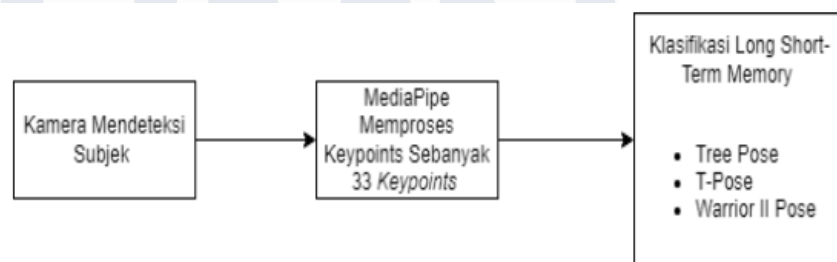 Kamera Mendeteksi
Subjek
MediaPipe
Memproses
Keypoints Sebanyak
33 Keypoints
Klasifikasi Long Short-
Term Memory
• Tree Pose
• T-Pose
• Warrior II Pose